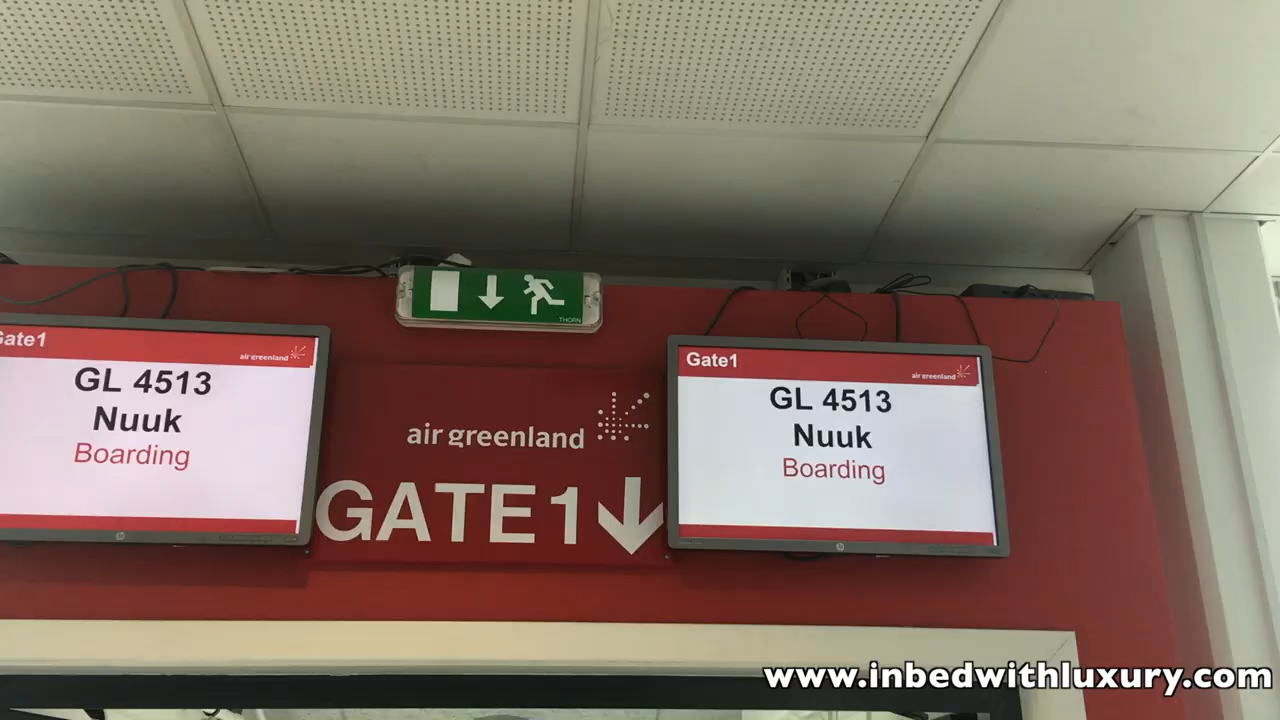 THORN
Gate1
air greenland
GL 4513
Nuuk
Boarding
air greenland
GATE1
Gate1
air greenland
GL 4513
Nuuk
Boarding
www.inbedwithluxury.com